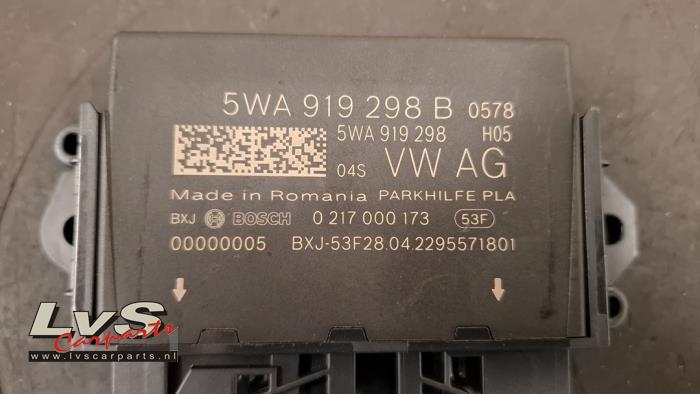 5WA 919 298 B 0578
5WA 919 298 H05
04S VW AG
Made in Romania PARKHILFE PLA
BXJ BOSCH 0 217 000 173 53F
00000005 BXJ-53F28.04.2295571801
LvS
Carparts
www.lvscarparts.nl